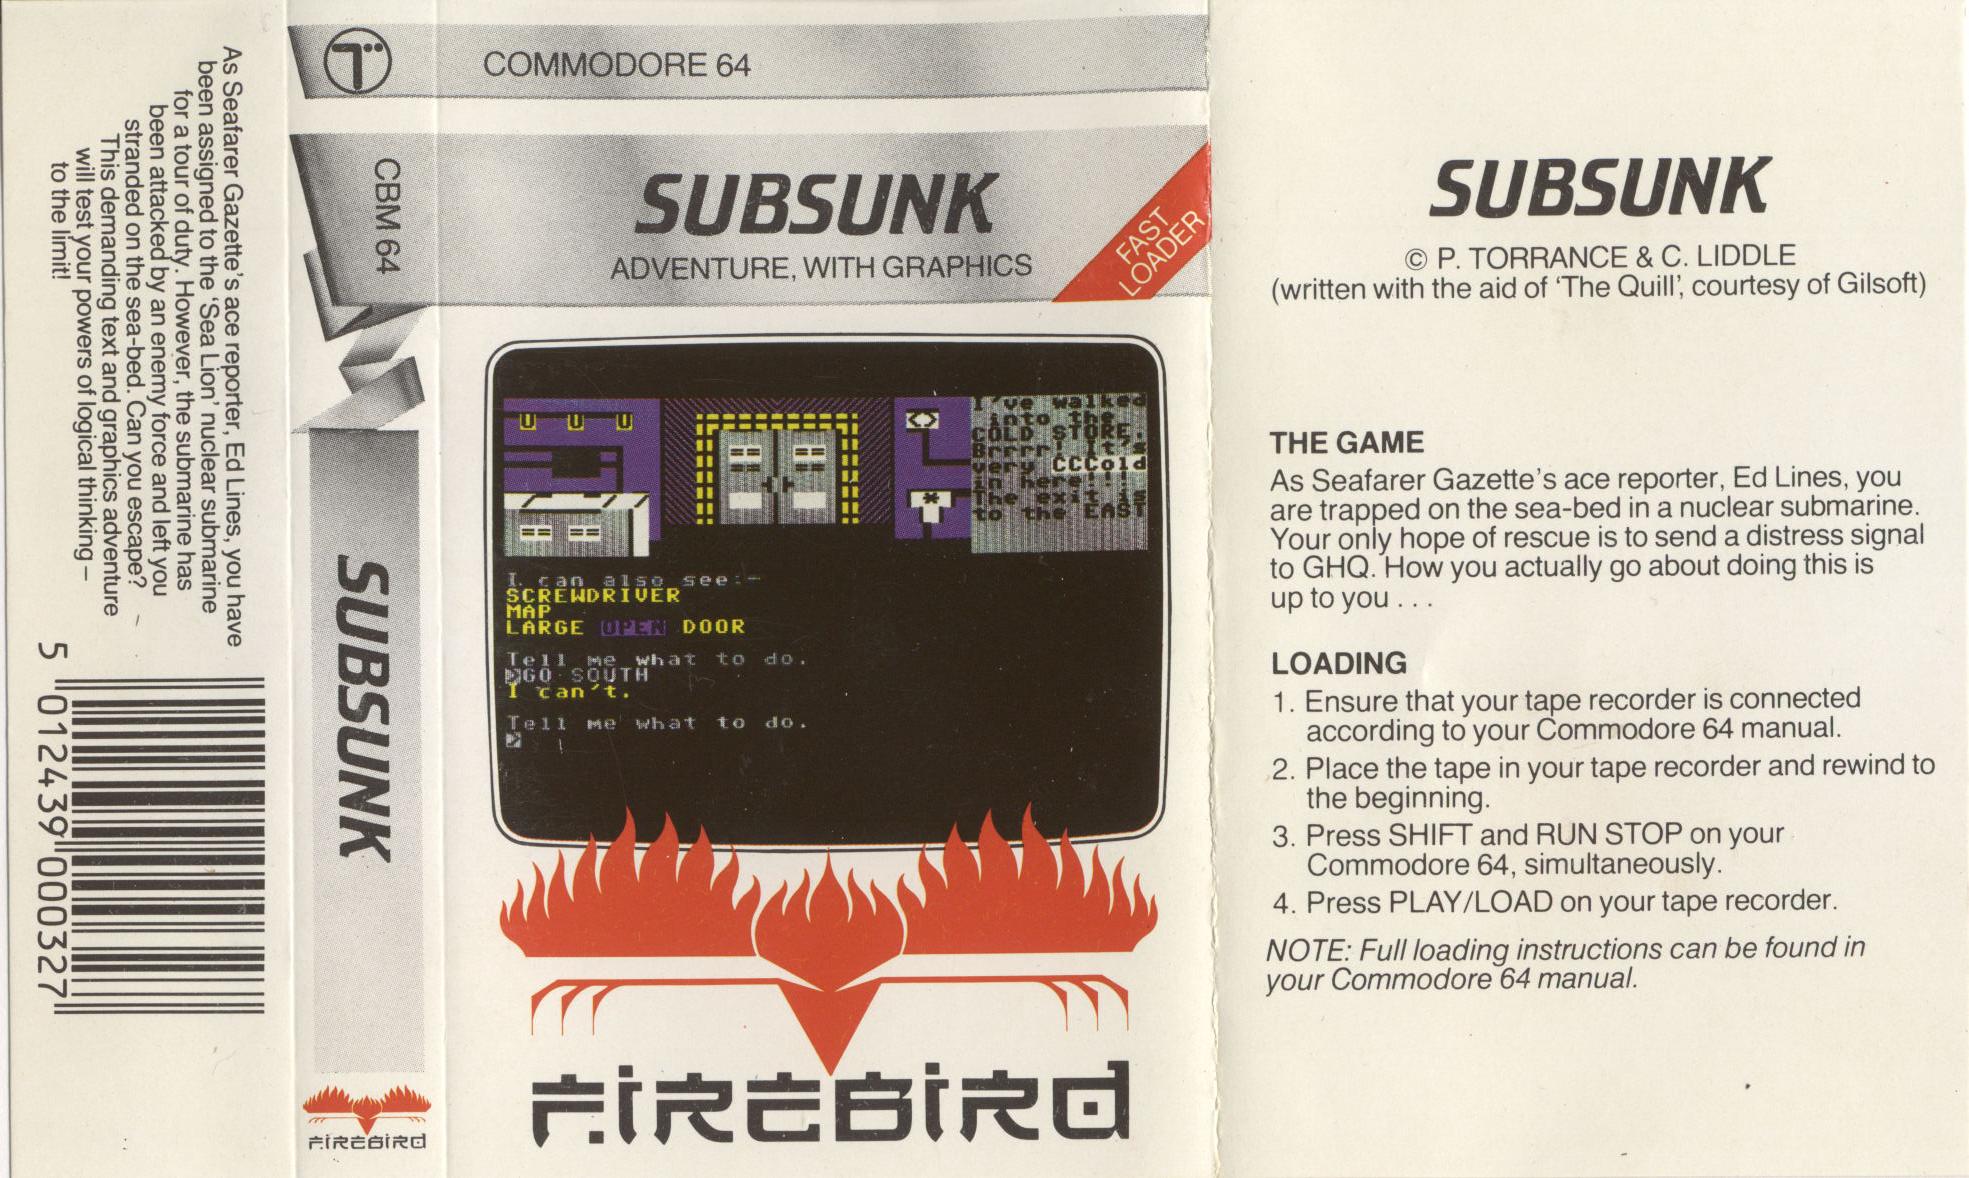 As Seafarer Gazette's ace reporter, Ed Lines, you have
been assigned to the 'Sea Lion' nuclear submarine
for a tour of duty. However, the submarine has
been attacked by an enemy force and left you
stranded on the sea-bed. Can you escape?
This demanding text and graphics adventure
will test your powers of logical thinking –
to the limit!
5 012439 000327
CBM 64
SUBSUNK
FIREBIRD
COMMODORE 64
SUBSUNK
ADVENTURE, WITH GRAPHICS
FAST
LOADER
I've walked
into the
COLD STORE.
Brrrr! It's
very CCCold
in here!!!
The exit is
to the EAST
I can also see:-
SCREWDRIVER
MAP
LARGE OPEN DOOR
Tell me what to do.
>GO SOUTH
I can't.
Tell me what to do.
>
FIREBIRD
SUBSUNK
© P. TORRANCE & C. LIDDLE
(written with the aid of 'The Quill', courtesy of Gilsoft)
THE GAME
As Seafarer Gazette's ace reporter, Ed Lines, you
are trapped on the sea-bed in a nuclear submarine.
Your only hope of rescue is to send a distress signal
to GHQ. How you actually go about doing this is
up to you . . .
LOADING
1. Ensure that your tape recorder is connected
according to your Commodore 64 manual.
2. Place the tape in your tape recorder and rewind to
the beginning.
3. Press SHIFT and RUN STOP on your
Commodore 64, simultaneously.
4. Press PLAY/LOAD on your tape recorder.
NOTE: Full loading instructions can be found in
your Commodore 64 manual.